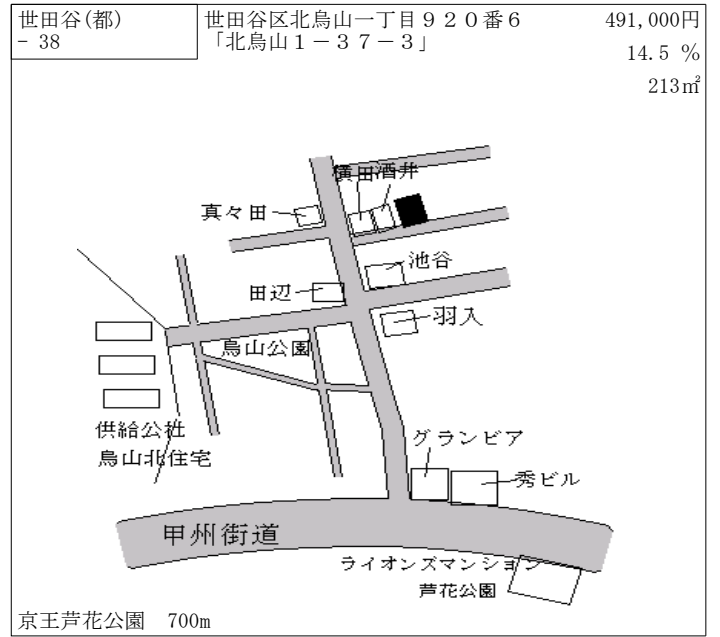 世田谷(都)
- 38
世田谷区北烏山一丁目９２０番６
「北烏山１－３７－３」
491,000円
14.5 %
213㎡
横田
酒井
真々田
池谷
田辺
羽入
烏山公園
供給公社
烏山北住宅
グランビア
秀ビル
甲州街道
ライオンズマンション
芦花公園
京王芦花公園　700m